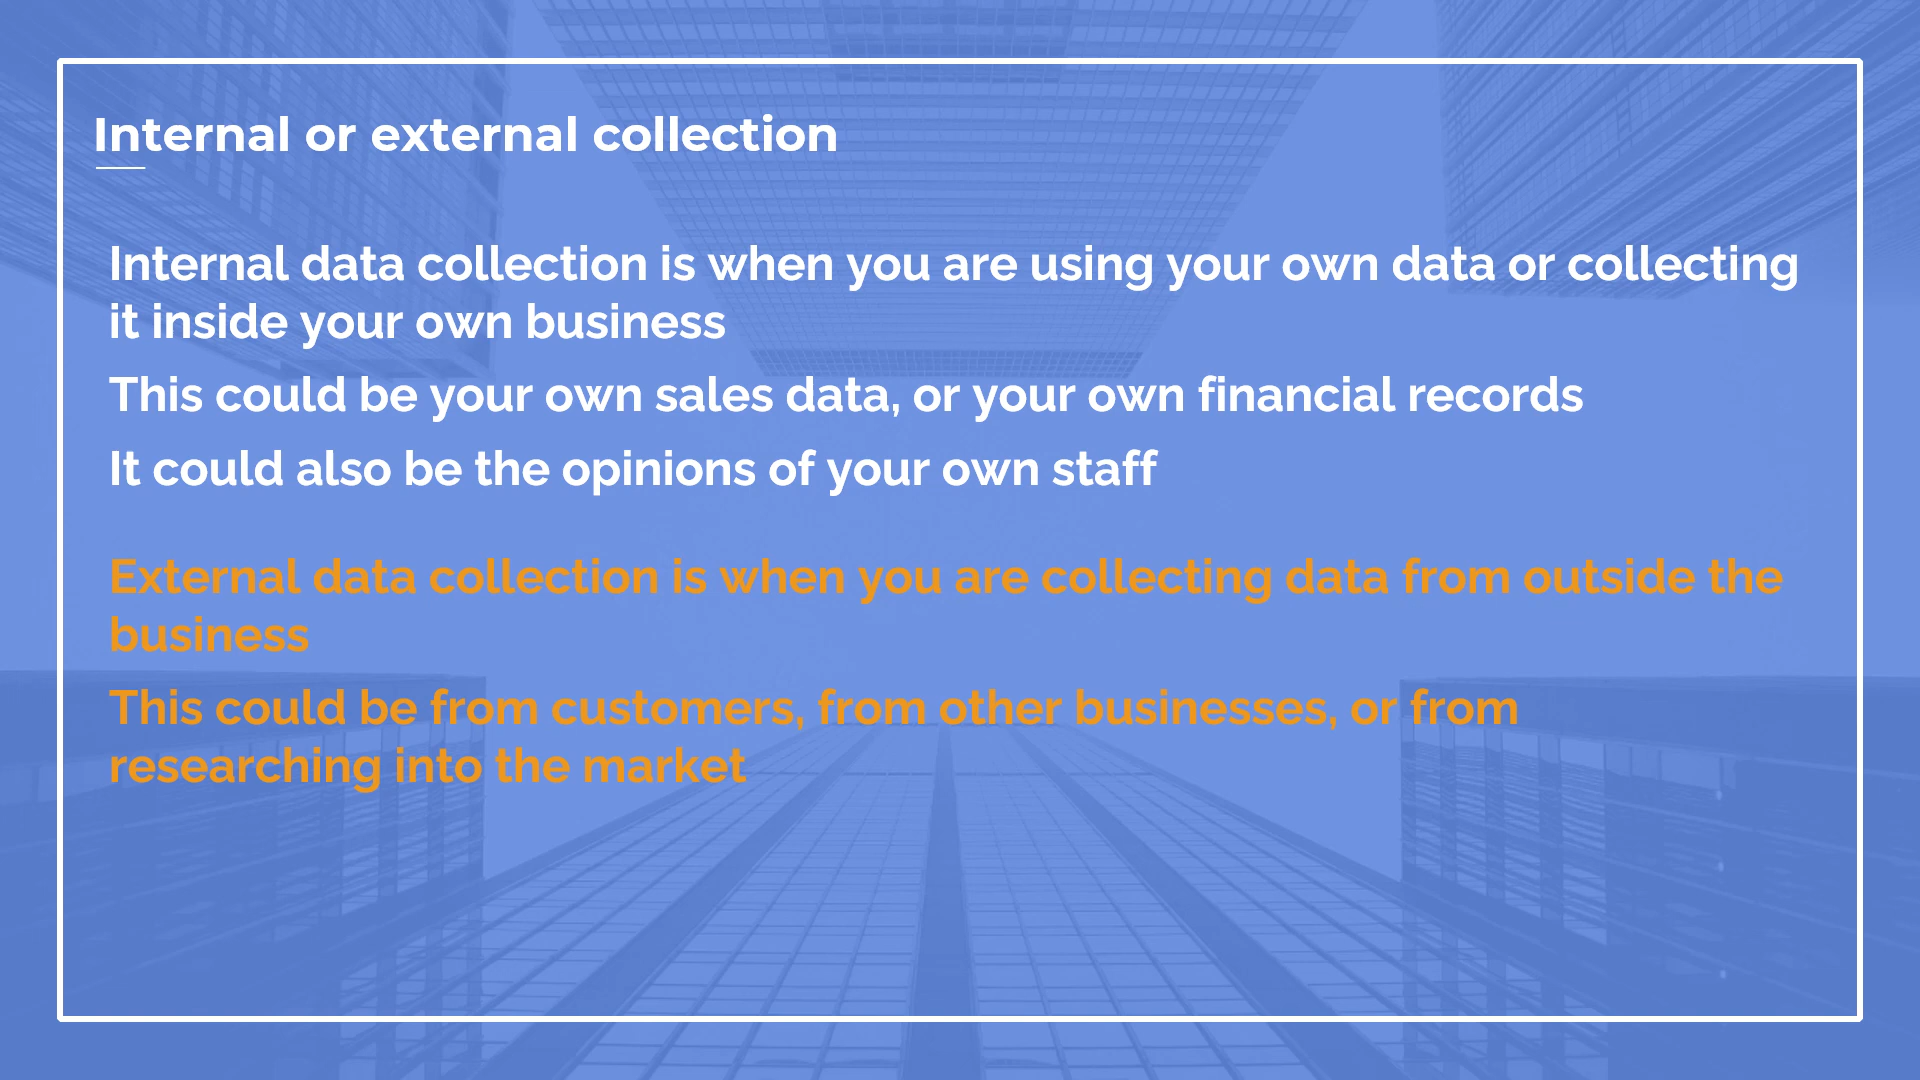 Internal or external collection
Internal data collection is when you are using your own data or collecting
it inside your own business
This could be your own sales data, or your own financial records
It could also be the opinions of your own staff
External data collection is when you are collecting data from outside the
business
This could be from customers, from other businesses, or from
researching into the market